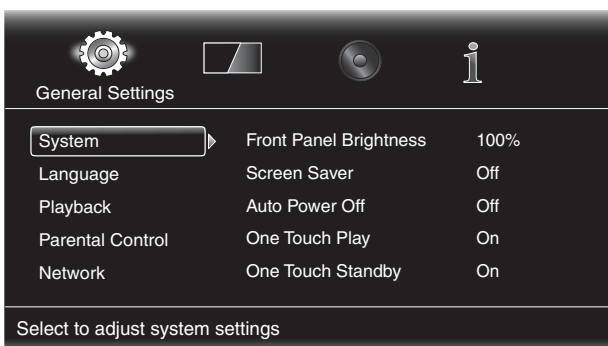 General Settings
System
Language
Playback
Parental Control
Network
Front Panel Brightness 100%
Screen Saver Off
Auto Power Off Off
One Touch Play On
One Touch Standby On
Select to adjust system settings